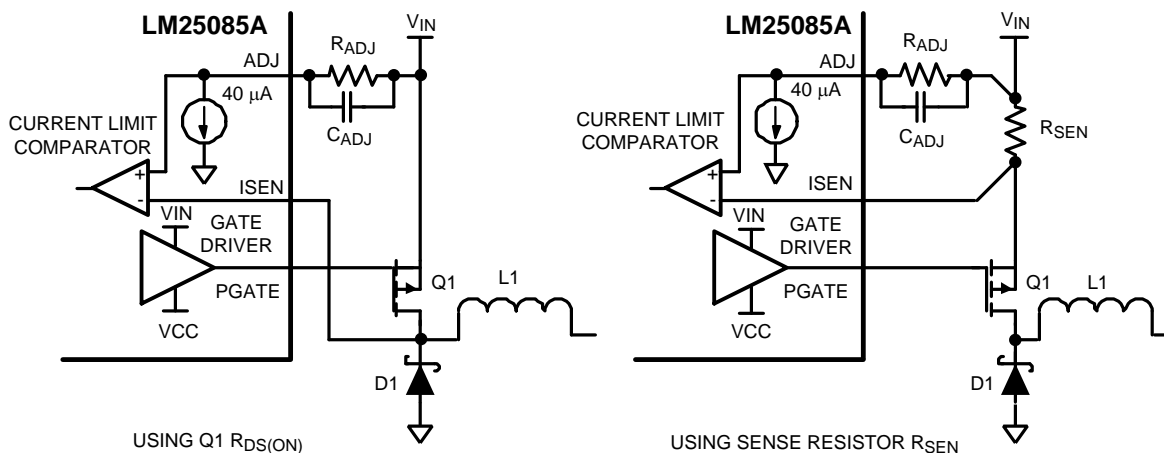 LM25085A
VIN
RADJ
ADJ
40 µA
CADJ
CURRENT LIMIT
COMPARATOR
+
-
ISEN
VIN
GATE
DRIVER
PGATE
VCC
Q1
L1
D1
USING Q1 RDS(ON)
LM25085A
VIN
RADJ
ADJ
40 µA
CADJ
RSEN
CURRENT LIMIT
COMPARATOR
+
-
ISEN
VIN
GATE
DRIVER
PGATE
VCC
Q1
L1
D1
USING SENSE RESISTOR RSEN